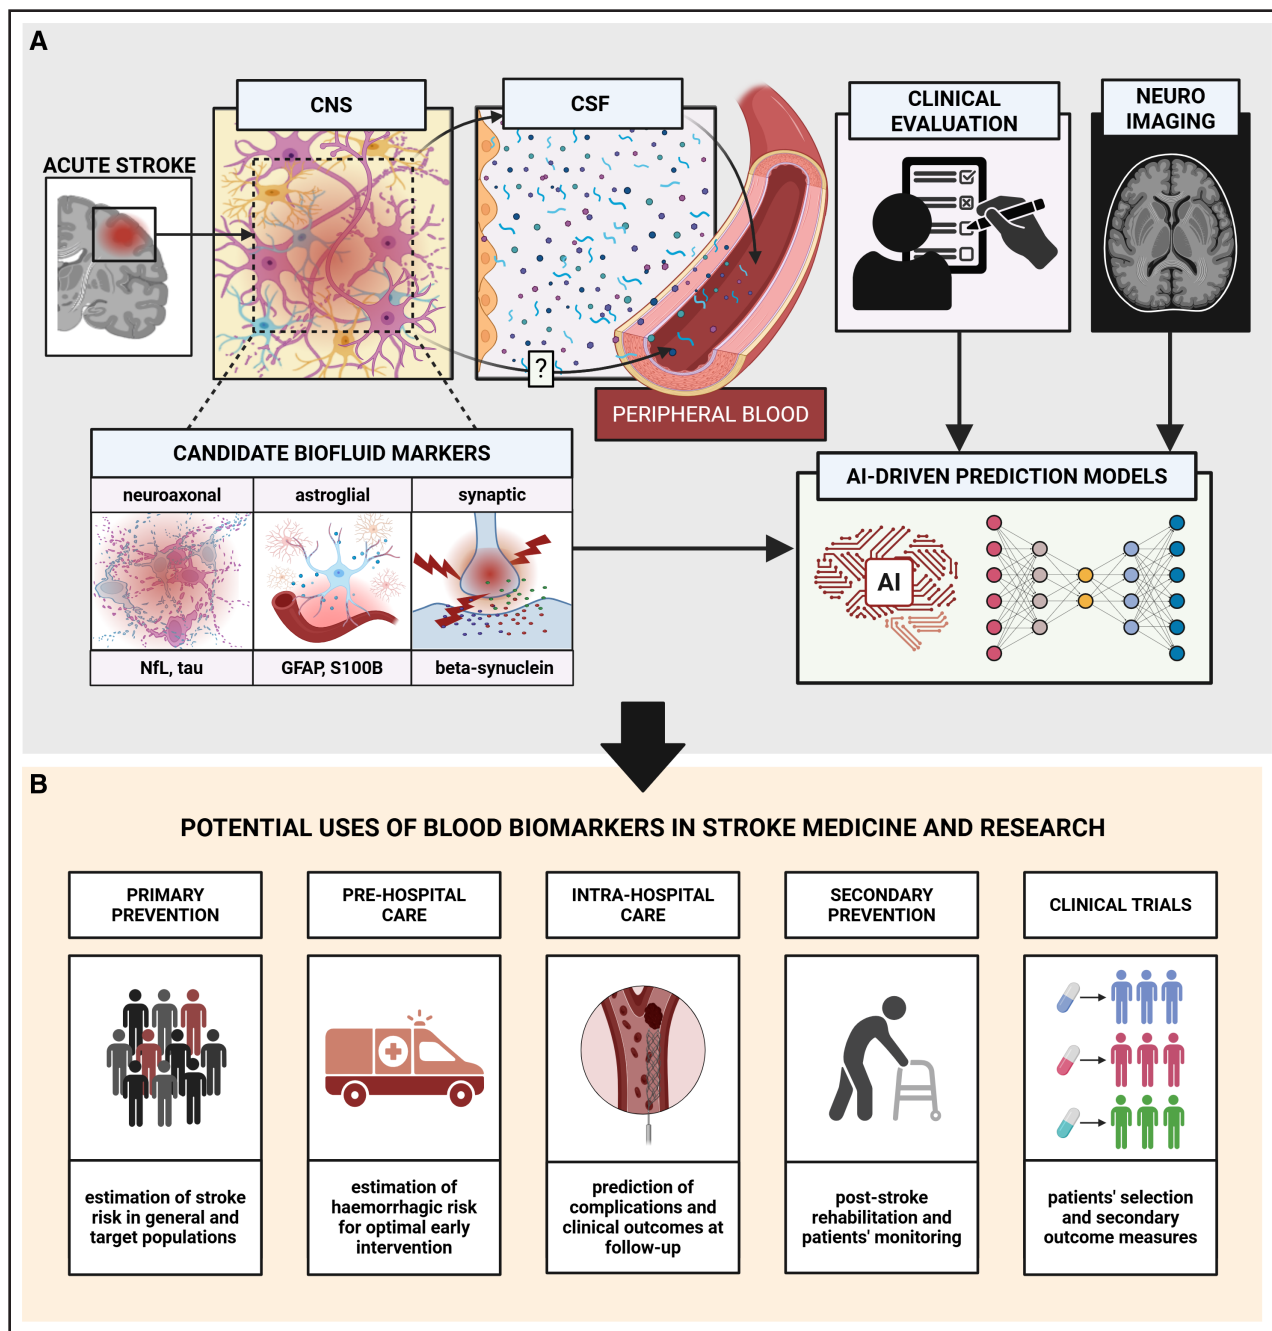 A
CNS
CSF
CLINICAL
EVALUATION
NEURO
IMAGING
ACUTE STROKE
?
PERIPHERAL BLOOD
CANDIDATE BIOFLUID MARKERS
neuroaxonal
astroglial
synaptic
NfL, tau
GFAP, S100B
beta-synuclein
AI-DRIVEN PREDICTION MODELS
AI
B
POTENTIAL USES OF BLOOD BIOMARKERS IN STROKE MEDICINE AND RESEARCH
PRIMARY
PREVENTION
estimation of stroke
risk in general and
target populations
PRE-HOSPITAL
CARE
estimation of
haemorrhagic risk
for optimal early
intervention
INTRA-HOSPITAL
CARE
prediction of
complications and
clinical outcomes at
follow-up
SECONDARY
PREVENTION
post-stroke
rehabilitation and
patients' monitoring
CLINICAL TRIALS
patients' selection
and secondary
outcome measures